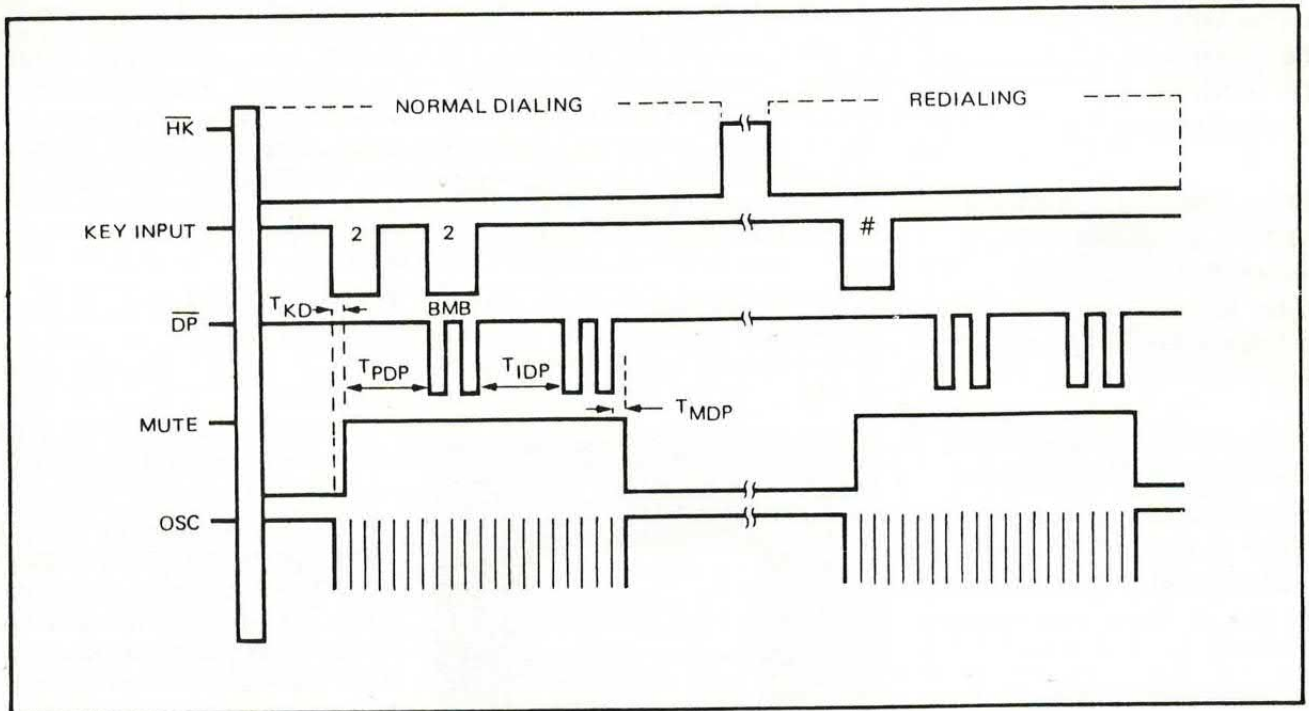 NORMAL DIALING
REDIALING
HK
KEY INPUT
2
2
#
TKD
BMB
DP
TPDP
TIDP
TMDP
MUTE
OSC